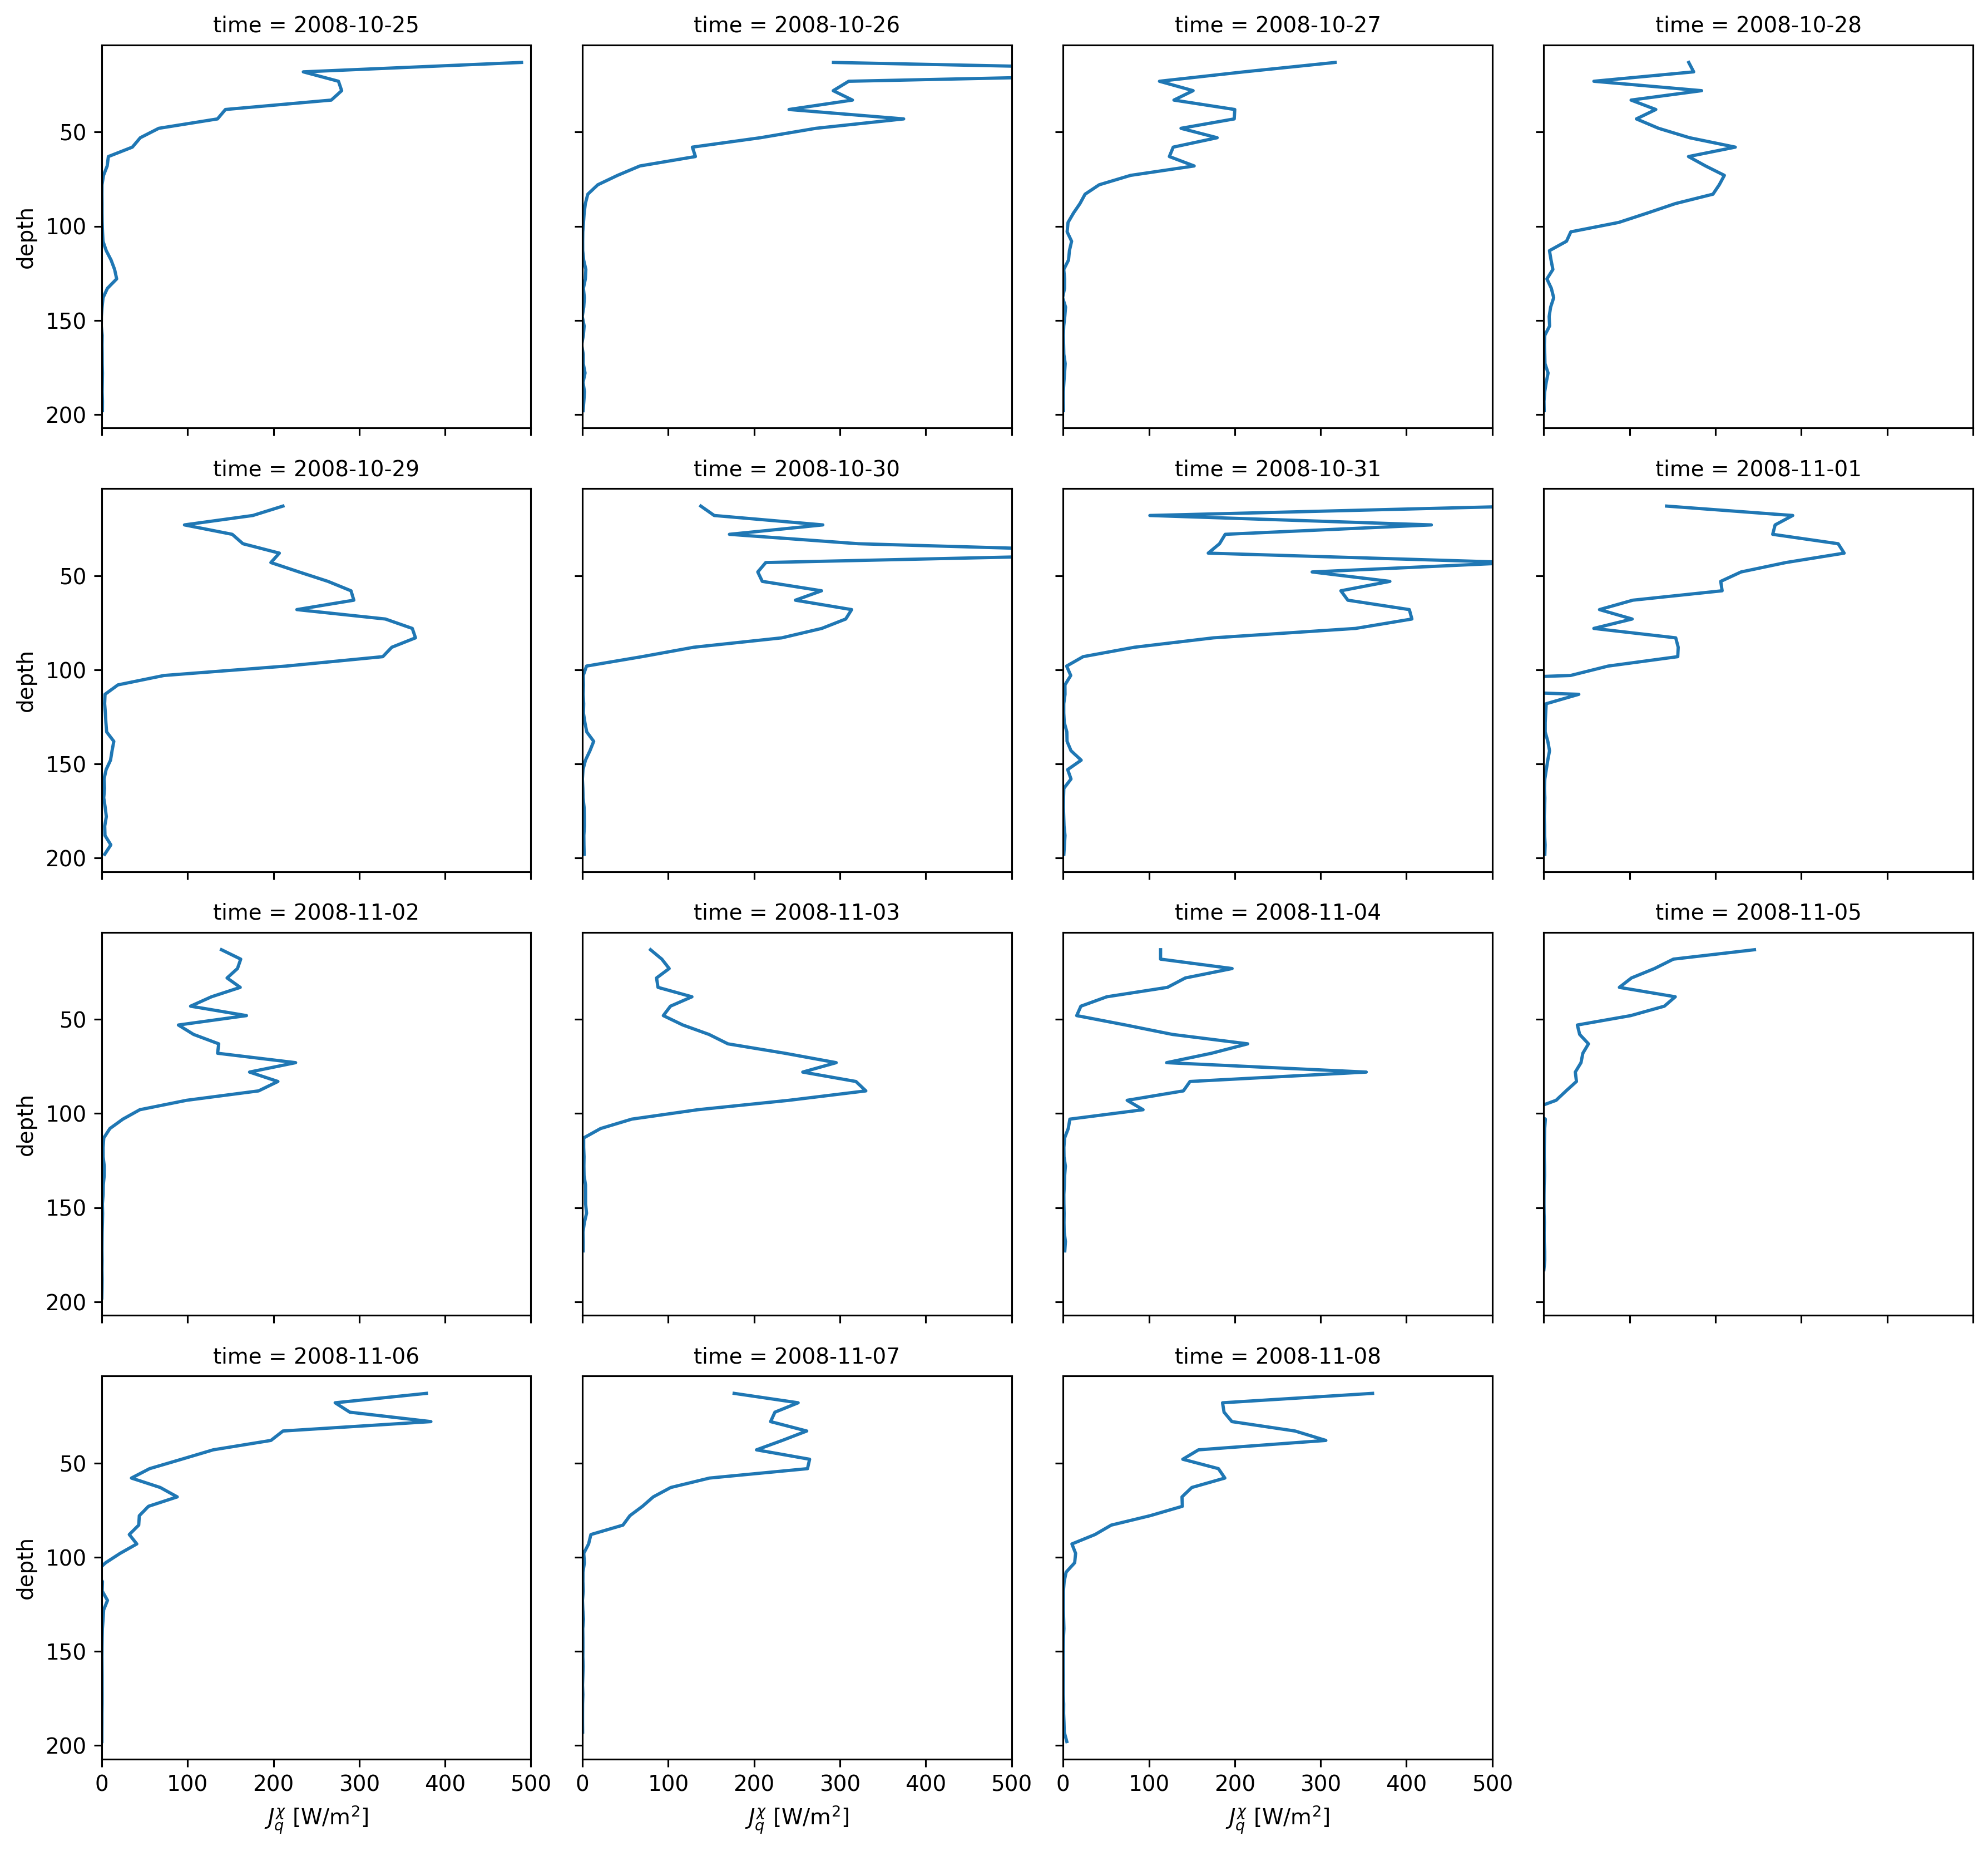 time = 2008-10-25
time = 2008-10-26
time = 2008-10-27
time = 2008-10-28
depth
50
100
150
200
time = 2008-10-29
time = 2008-10-30
time = 2008-10-31
time = 2008-11-01
depth
50
100
150
200
time = 2008-11-02
time = 2008-11-03
time = 2008-11-04
time = 2008-11-05
depth
50
100
150
200
time = 2008-11-06
time = 2008-11-07
time = 2008-11-08
depth
50
100
150
200
0 100 200 300 400 500
0 100 200 300 400 500
0 100 200 300 400 500
$J_q^χ$ [W/m²]
$J_q^χ$ [W/m²]
$J_q^χ$ [W/m²]